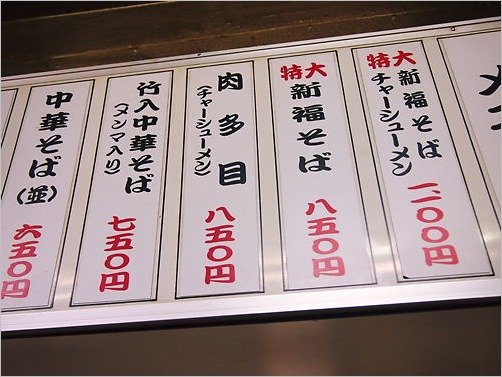 特大
新福そば
チャーシューメン
一一〇〇円
特大
新福そば
八五〇円
肉多目
(チャーシューメン)
八五〇円
竹入中華そば
(メンマ入り)
七五〇円
中華そば(並)
六五〇円